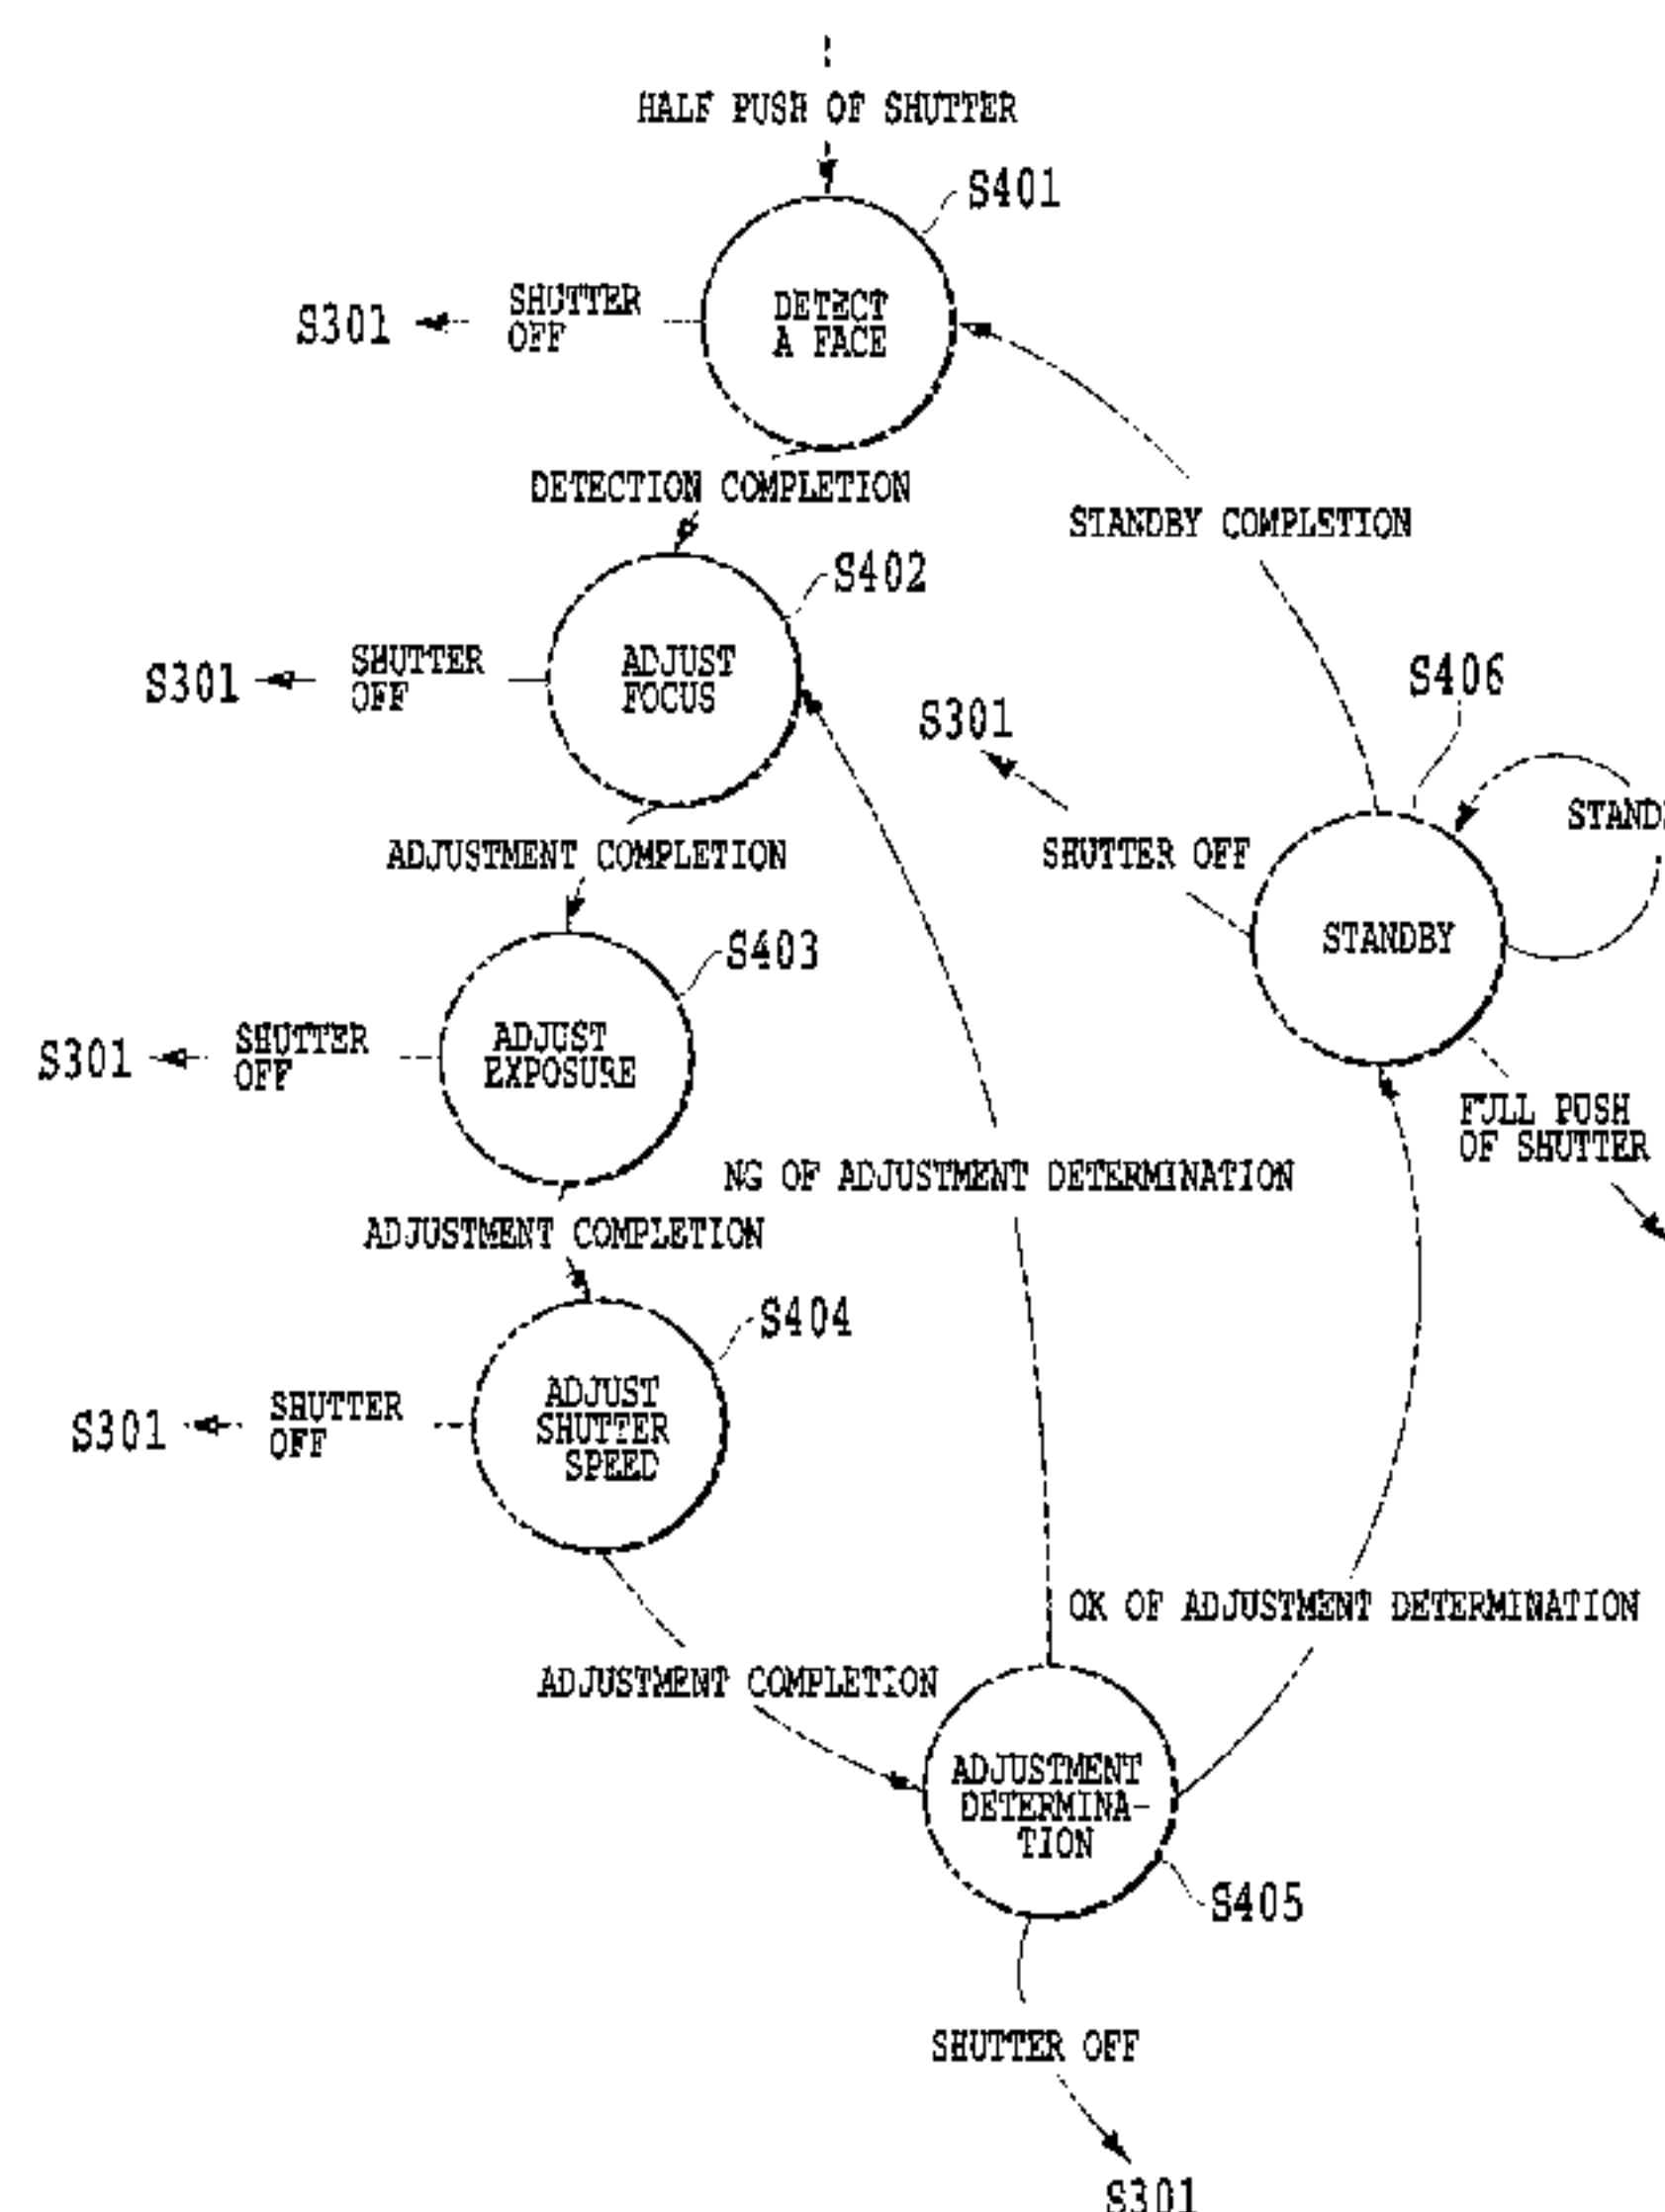 HALF PUSH OF SHUTTER
S401
DETECT
A FACE
SHUTTER
OFF
S301
DETECTION COMPLETION
STANDBY COMPLETION
S402
ADJUST
FOCUS
SHUTTER
OFF
S301
S406
S301
SHUTTER OFF
STANDBY
ADJUSTMENT COMPLETION
S403
ADJUST
EXPOSURE
SHUTTER
OFF
S301
FULL PUSH
OF SHUTTER
NG OF ADJUSTMENT DETERMINATION
ADJUSTMENT COMPLETION
S404
ADJUST
SHUTTER
SPEED
SHUTTER
OFF
S301
OK OF ADJUSTMENT DETERMINATION
ADJUSTMENT COMPLETION
ADJUSTMENT
DETERMINA-
TION
S405
SHUTTER OFF
S301